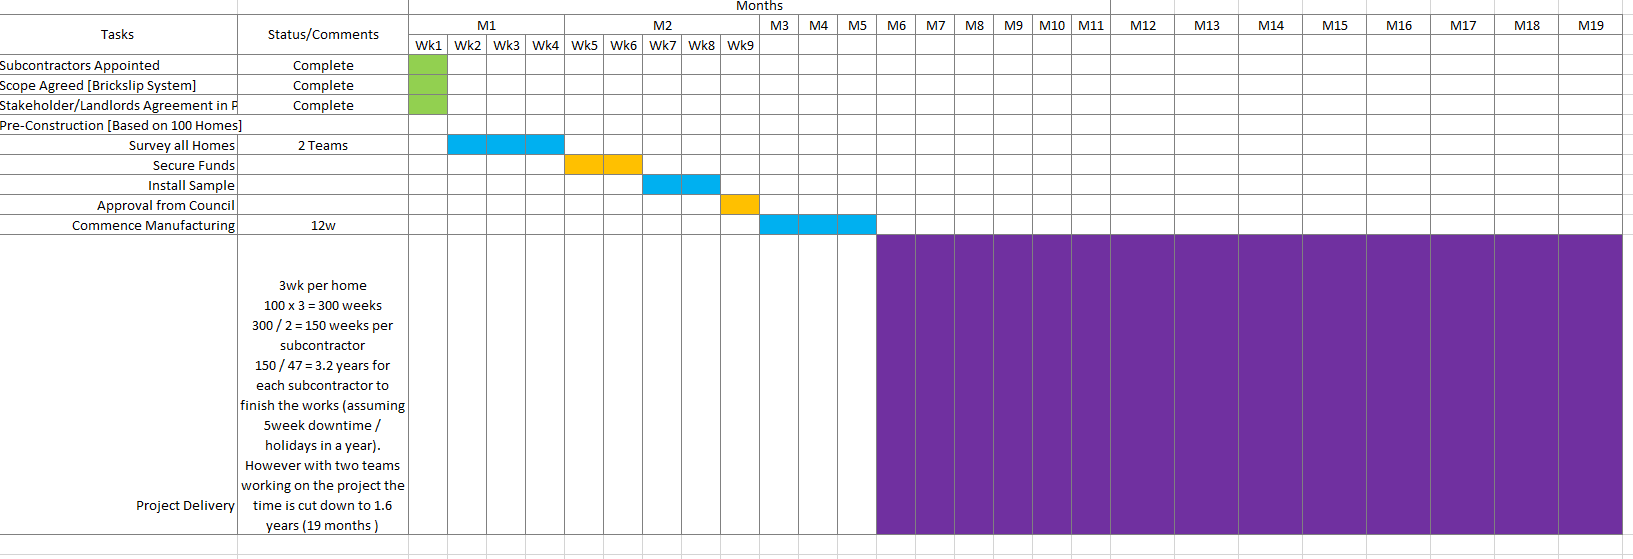 Months
Tasks Status/Comments M1 M2 M3 M4 M5 M6 M7 M8 M9 M10 M11 M12 M13 M14 M15 M16 M17 M18 M19
Wk1 Wk2 Wk3 Wk4 Wk5 Wk6 Wk7 Wk8 Wk9
Subcontractors Appointed Complete
Scope Agreed [Brickslip System] Complete
Stakeholder/Landlords Agreement in P Complete
Pre-Construction [Based on 100 Homes]
Survey all Homes 2 Teams
Secure Funds
Install Sample
Approval from Council
Commence Manufacturing 12w
3wk per home
100 x 3 = 300 weeks
300 / 2 = 150 weeks per
subcontractor
150 / 47 = 3.2 years for
each subcontractor to
finish the works (assuming
5week downtime /
holidays in a year).
However with two teams
working on the project the
Project Delivery time is cut down to 1.6
years (19 months )